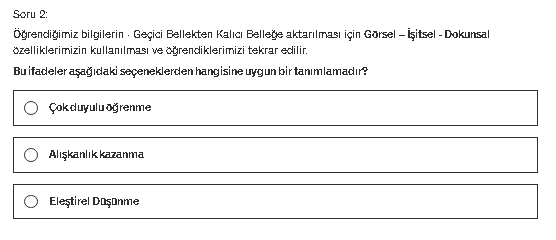 Soru 2:
Öğrendiğimiz bilgilerin - Geçici Bellekten Kalıcı Belleğe aktarılması için Görsel – İşitsel - Dokunsal
özelliklerimizin kullanılması ve öğrendiklerimizi tekrar edilir.
Bu ifadeler aşağıdaki seçeneklerden hangisine uygun bir tanımlamadır?
Çok duyulu öğrenme
Alışkanlık kazanma
Eleştirel Düşünme